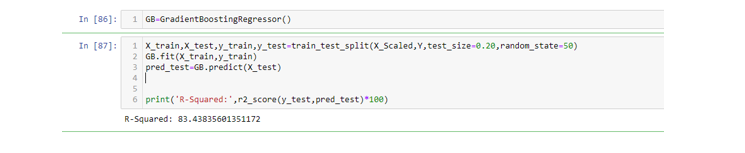 In [86]: 1 GB=GradientBoostingRegressor()
In [87]: 1 X_train,X_test,y_train,y_test=train_test_split(X_Scaled,Y,test_size=0.20,random_state=50)
2 GB.fit(X_train,y_train)
3 pred_test=GB.predict(X_test)
4
5
6 print('R-Squared:',r2_score(y_test,pred_test)*100)
R-Squared: 83.43835601351172